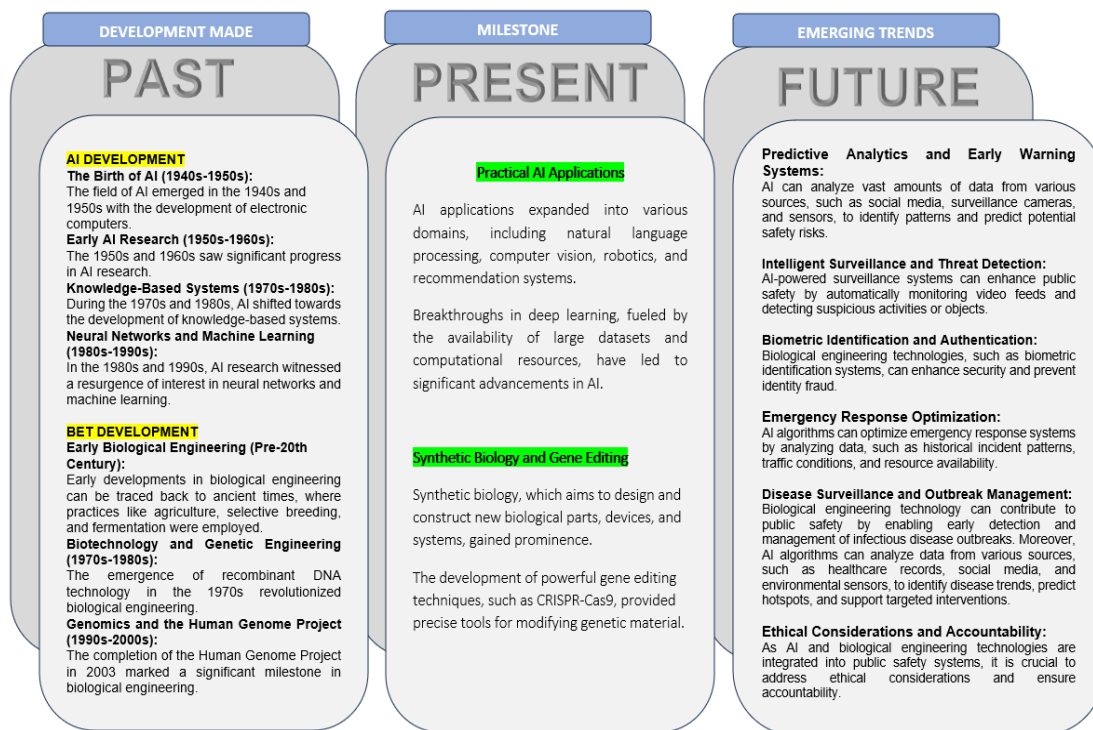 DEVELOPMENT MADE
PAST
AI DEVELOPMENT
The Birth of AI (1940s-1950s):
The field of AI emerged in the 1940s and
1950s with the development of electronic
computers.
Early AI Research (1950s-1960s):
The 1950s and 1960s saw significant progress
in AI research.
Knowledge-Based Systems (1970s-1980s):
During the 1970s and 1980s, AI shifted towards
the development of knowledge-based systems.
Neural Networks and Machine Learning
(1980s-1990s):
In the 1980s and 1990s, AI research witnessed
a resurgence of interest in neural networks and
machine learning.
BET DEVELOPMENT
Early Biological Engineering (Pre-20th
Century):
Early developments in biological engineering
can be traced back to ancient times, where
practices like agriculture, selective breeding,
and fermentation were employed.
Biotechnology and Genetic Engineering
(1970s-1980s):
The emergence of recombinant DNA
technology in the 1970s revolutionized
biological engineering.
Genomics and the Human Genome Project
(1990s-2000s):
The completion of the Human Genome Project
in 2003 marked a significant milestone in
biological engineering.
MILESTONE
PRESENT
Practical AI Applications
AI applications expanded into various
domains, including natural language
processing, computer vision, robotics, and
recommendation systems.
Breakthroughs in deep learning, fueled by
the availability of large datasets and
computational resources, have led to
significant advancements in AI.
Synthetic Biology and Gene Editing
Synthetic biology, which aims to design and
construct new biological parts, devices, and
systems, gained prominence.
The development of powerful gene editing
techniques, such as CRISPR-Cas9, provided
precise tools for modifying genetic material.
EMERGING TRENDS
FUTURE
Predictive Analytics and Early Warning
Systems:
AI can analyze vast amounts of data from various
sources, such as social media, surveillance cameras,
and sensors, to identify patterns and predict potential
safety risks.
Intelligent Surveillance and Threat Detection:
AI-powered surveillance systems can enhance public
safety by automatically monitoring video feeds and
detecting suspicious activities or objects.
Biometric Identification and Authentication:
Biological engineering technologies, such as biometric
identification systems, can enhance security and prevent
identity fraud.
Emergency Response Optimization:
AI algorithms can optimize emergency response systems
by analyzing data, such as historical incident patterns,
traffic conditions, and resource availability.
Disease Surveillance and Outbreak Management:
Biological engineering technology can contribute to
public safety by enabling early detection and
management of infectious disease outbreaks. Moreover,
AI algorithms can analyze data from various sources,
such as healthcare records, social media, and
environmental sensors, to identify disease trends, predict
hotspots, and support targeted interventions.
Ethical Considerations and Accountability:
As AI and biological engineering technologies are
integrated into public safety systems, it is crucial to
address ethical considerations and ensure
accountability.